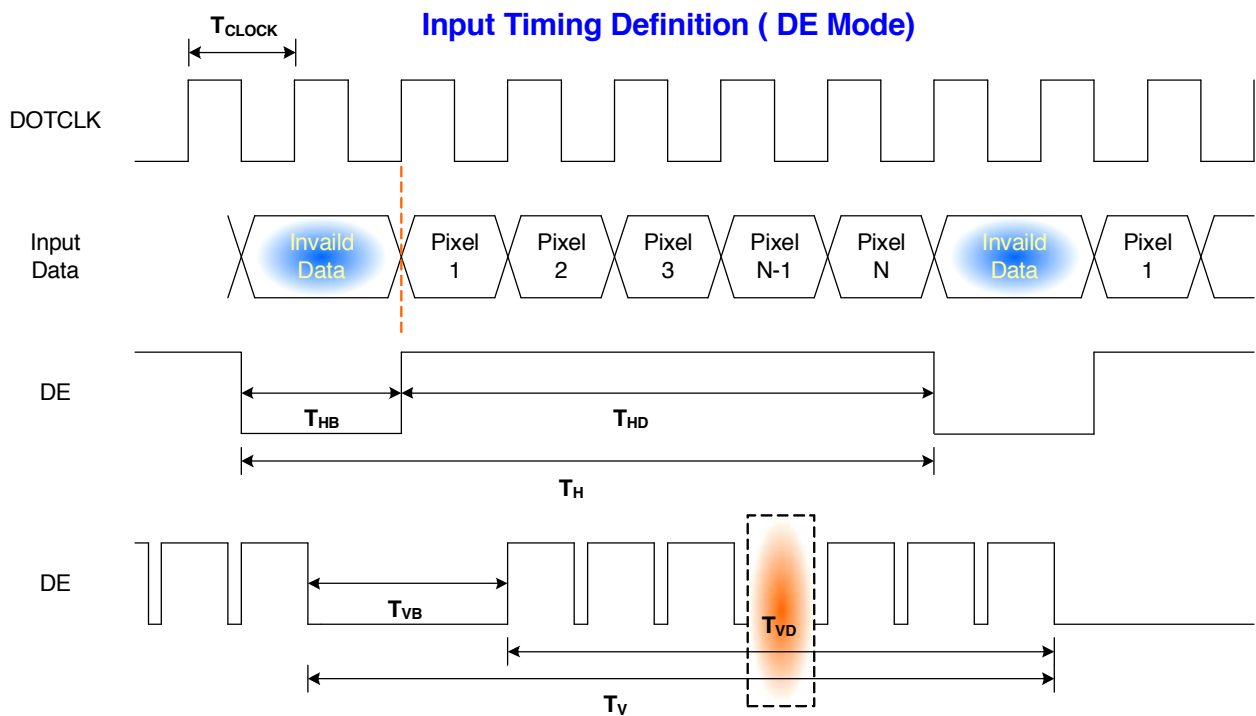 Input Timing Definition ( DE Mode)
TCLOCK
DOTCLK
Input
Data
Invaild
Data
Pixel
1
Pixel
2
Pixel
3
Pixel
N-1
Pixel
N
Invaild
Data
Pixel
1
DE
THB
THD
TH
DE
TVB
TVD
TV